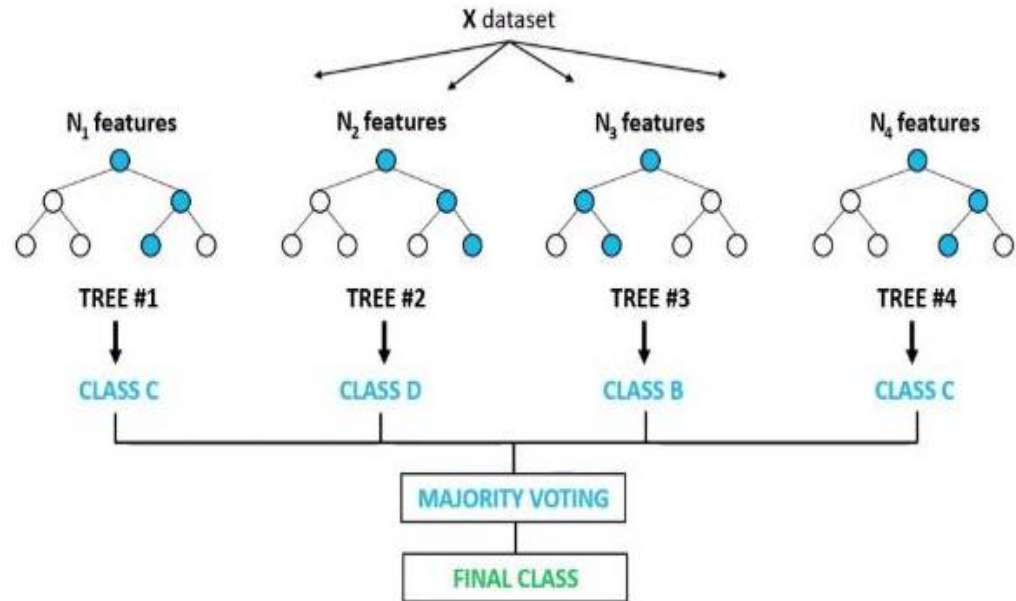 X dataset
N₁ features N₂ features N₃ features N₄ features
TREE #1 TREE #2 TREE #3 TREE #4
CLASS C CLASS D CLASS B CLASS C
MAJORITY VOTING
FINAL CLASS